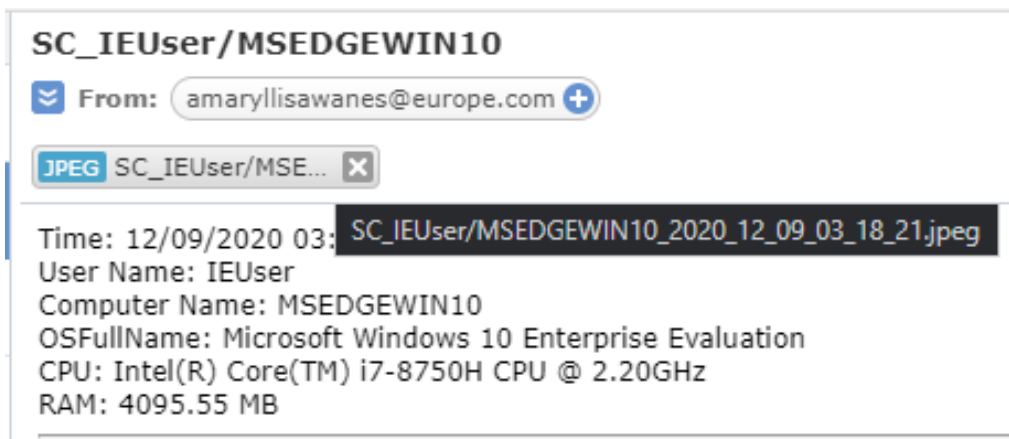 SC_IEUser/MSEDGEWIN10
From: amaryllisawanes@europe.com
JPEG SC_IEUser/MSE...
SC_IEUser/MSEDGEWIN10_2020_12_09_03_18_21.jpeg
Time: 12/09/2020 03:
User Name: IEUser
Computer Name: MSEDGEWIN10
OSFullName: Microsoft Windows 10 Enterprise Evaluation
CPU: Intel(R) Core(TM) i7-8750H CPU @ 2.20GHz
RAM: 4095.55 MB